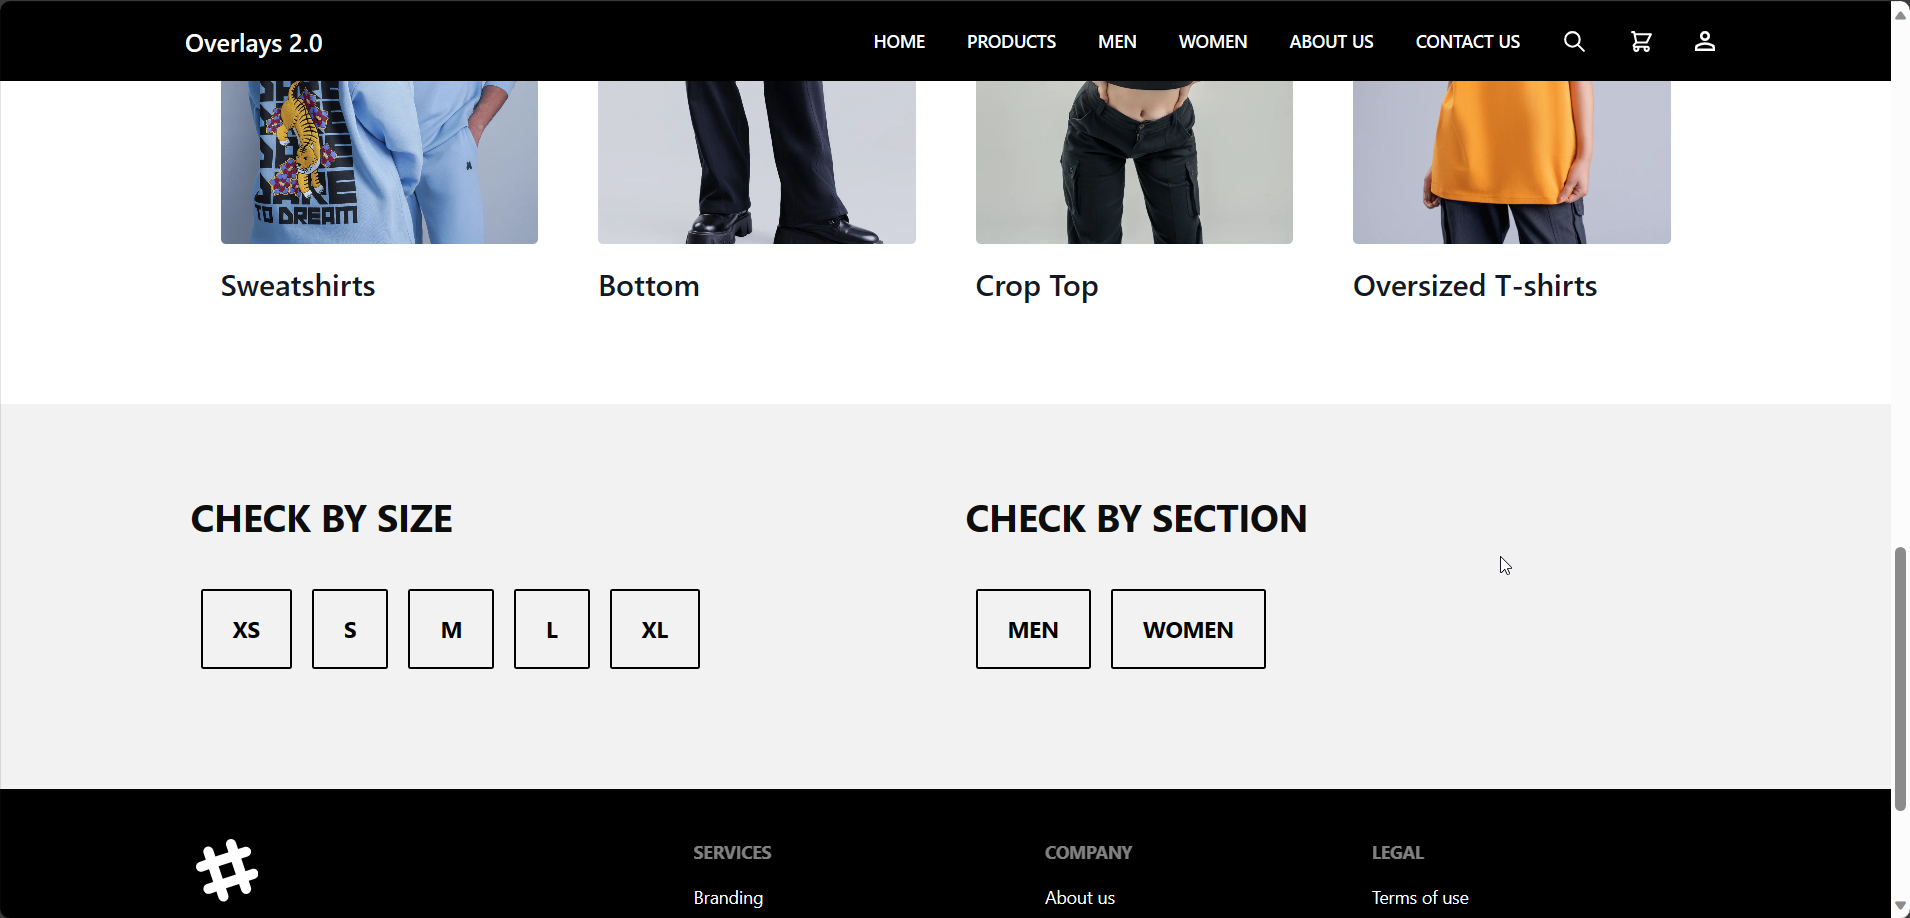 Overlays 2.0
HOME PRODUCTS MEN WOMEN ABOUT US CONTACT US
TO DREAM
Sweatshirts
Bottom
Crop Top
Oversized T-shirts
CHECK BY SIZE
XS S M L XL
CHECK BY SECTION
MEN WOMEN
SERVICES
Branding
COMPANY
About us
LEGAL
Terms of use